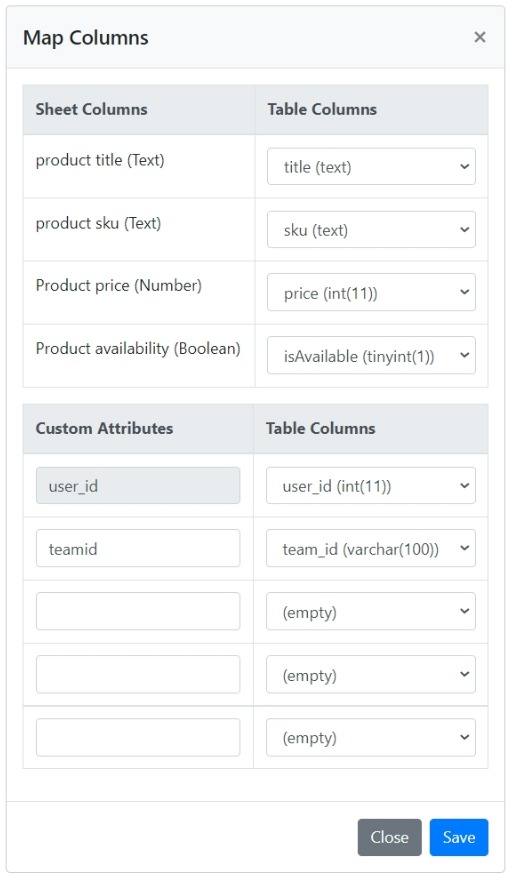 Map Columns ×
Sheet Columns Table Columns
product title (Text) title (text)
product sku (Text) sku (text)
Product price (Number) price (int(11))
Product availability (Boolean) isAvailable (tinyint(1))
Custom Attributes Table Columns
user_id user_id (int(11))
teamid team_id (varchar(100))
(empty)
(empty)
(empty)
Close Save